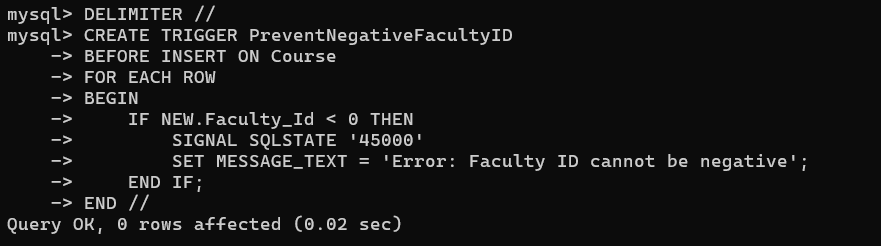 mysql> DELIMITER //
mysql> CREATE TRIGGER PreventNegativeFacultyID
    -> BEFORE INSERT ON Course
    -> FOR EACH ROW
    -> BEGIN
    ->     IF NEW.Faculty_Id < 0 THEN
    ->         SIGNAL SQLSTATE '45000'
    ->         SET MESSAGE_TEXT = 'Error: Faculty ID cannot be negative';
    ->     END IF;
    -> END //
Query OK, 0 rows affected (0.02 sec)